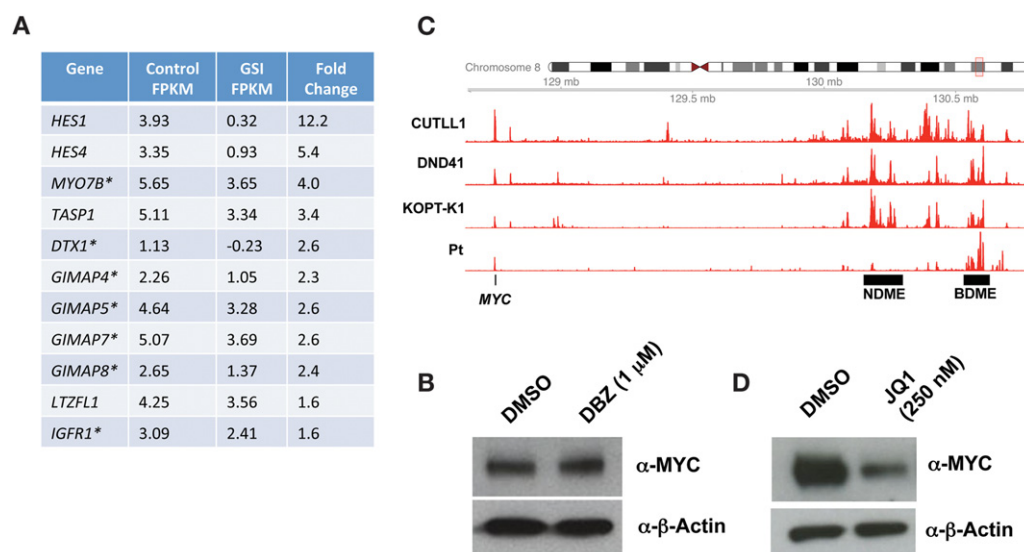 A
Gene Control FPKM GSI FPKM Fold Change
HES1 3.93 0.32 12.2
HES4 3.35 0.93 5.4
MYO7B* 5.65 3.65 4.0
TASP1 5.11 3.34 3.4
DTX1* 1.13 -0.23 2.6
GIMAP4* 2.26 1.05 2.3
GIMAP5* 4.64 3.28 2.6
GIMAP7* 5.07 3.69 2.6
GIMAP8* 2.65 1.37 2.4
LTZFL1 4.25 3.56 1.6
IGFR1* 3.09 2.41 1.6
C
Chromosome 8
129 mb 130 mb
129.5 mb 130.5 mb
CUTLL1
DND41
KOPT-K1
Pt
MYC NDME BDME
B
DMSO DBZ (1 µM)
α-MYC
α-β-Actin
D
DMSO JQ1 (250 nM)
α-MYC
α-β-Actin